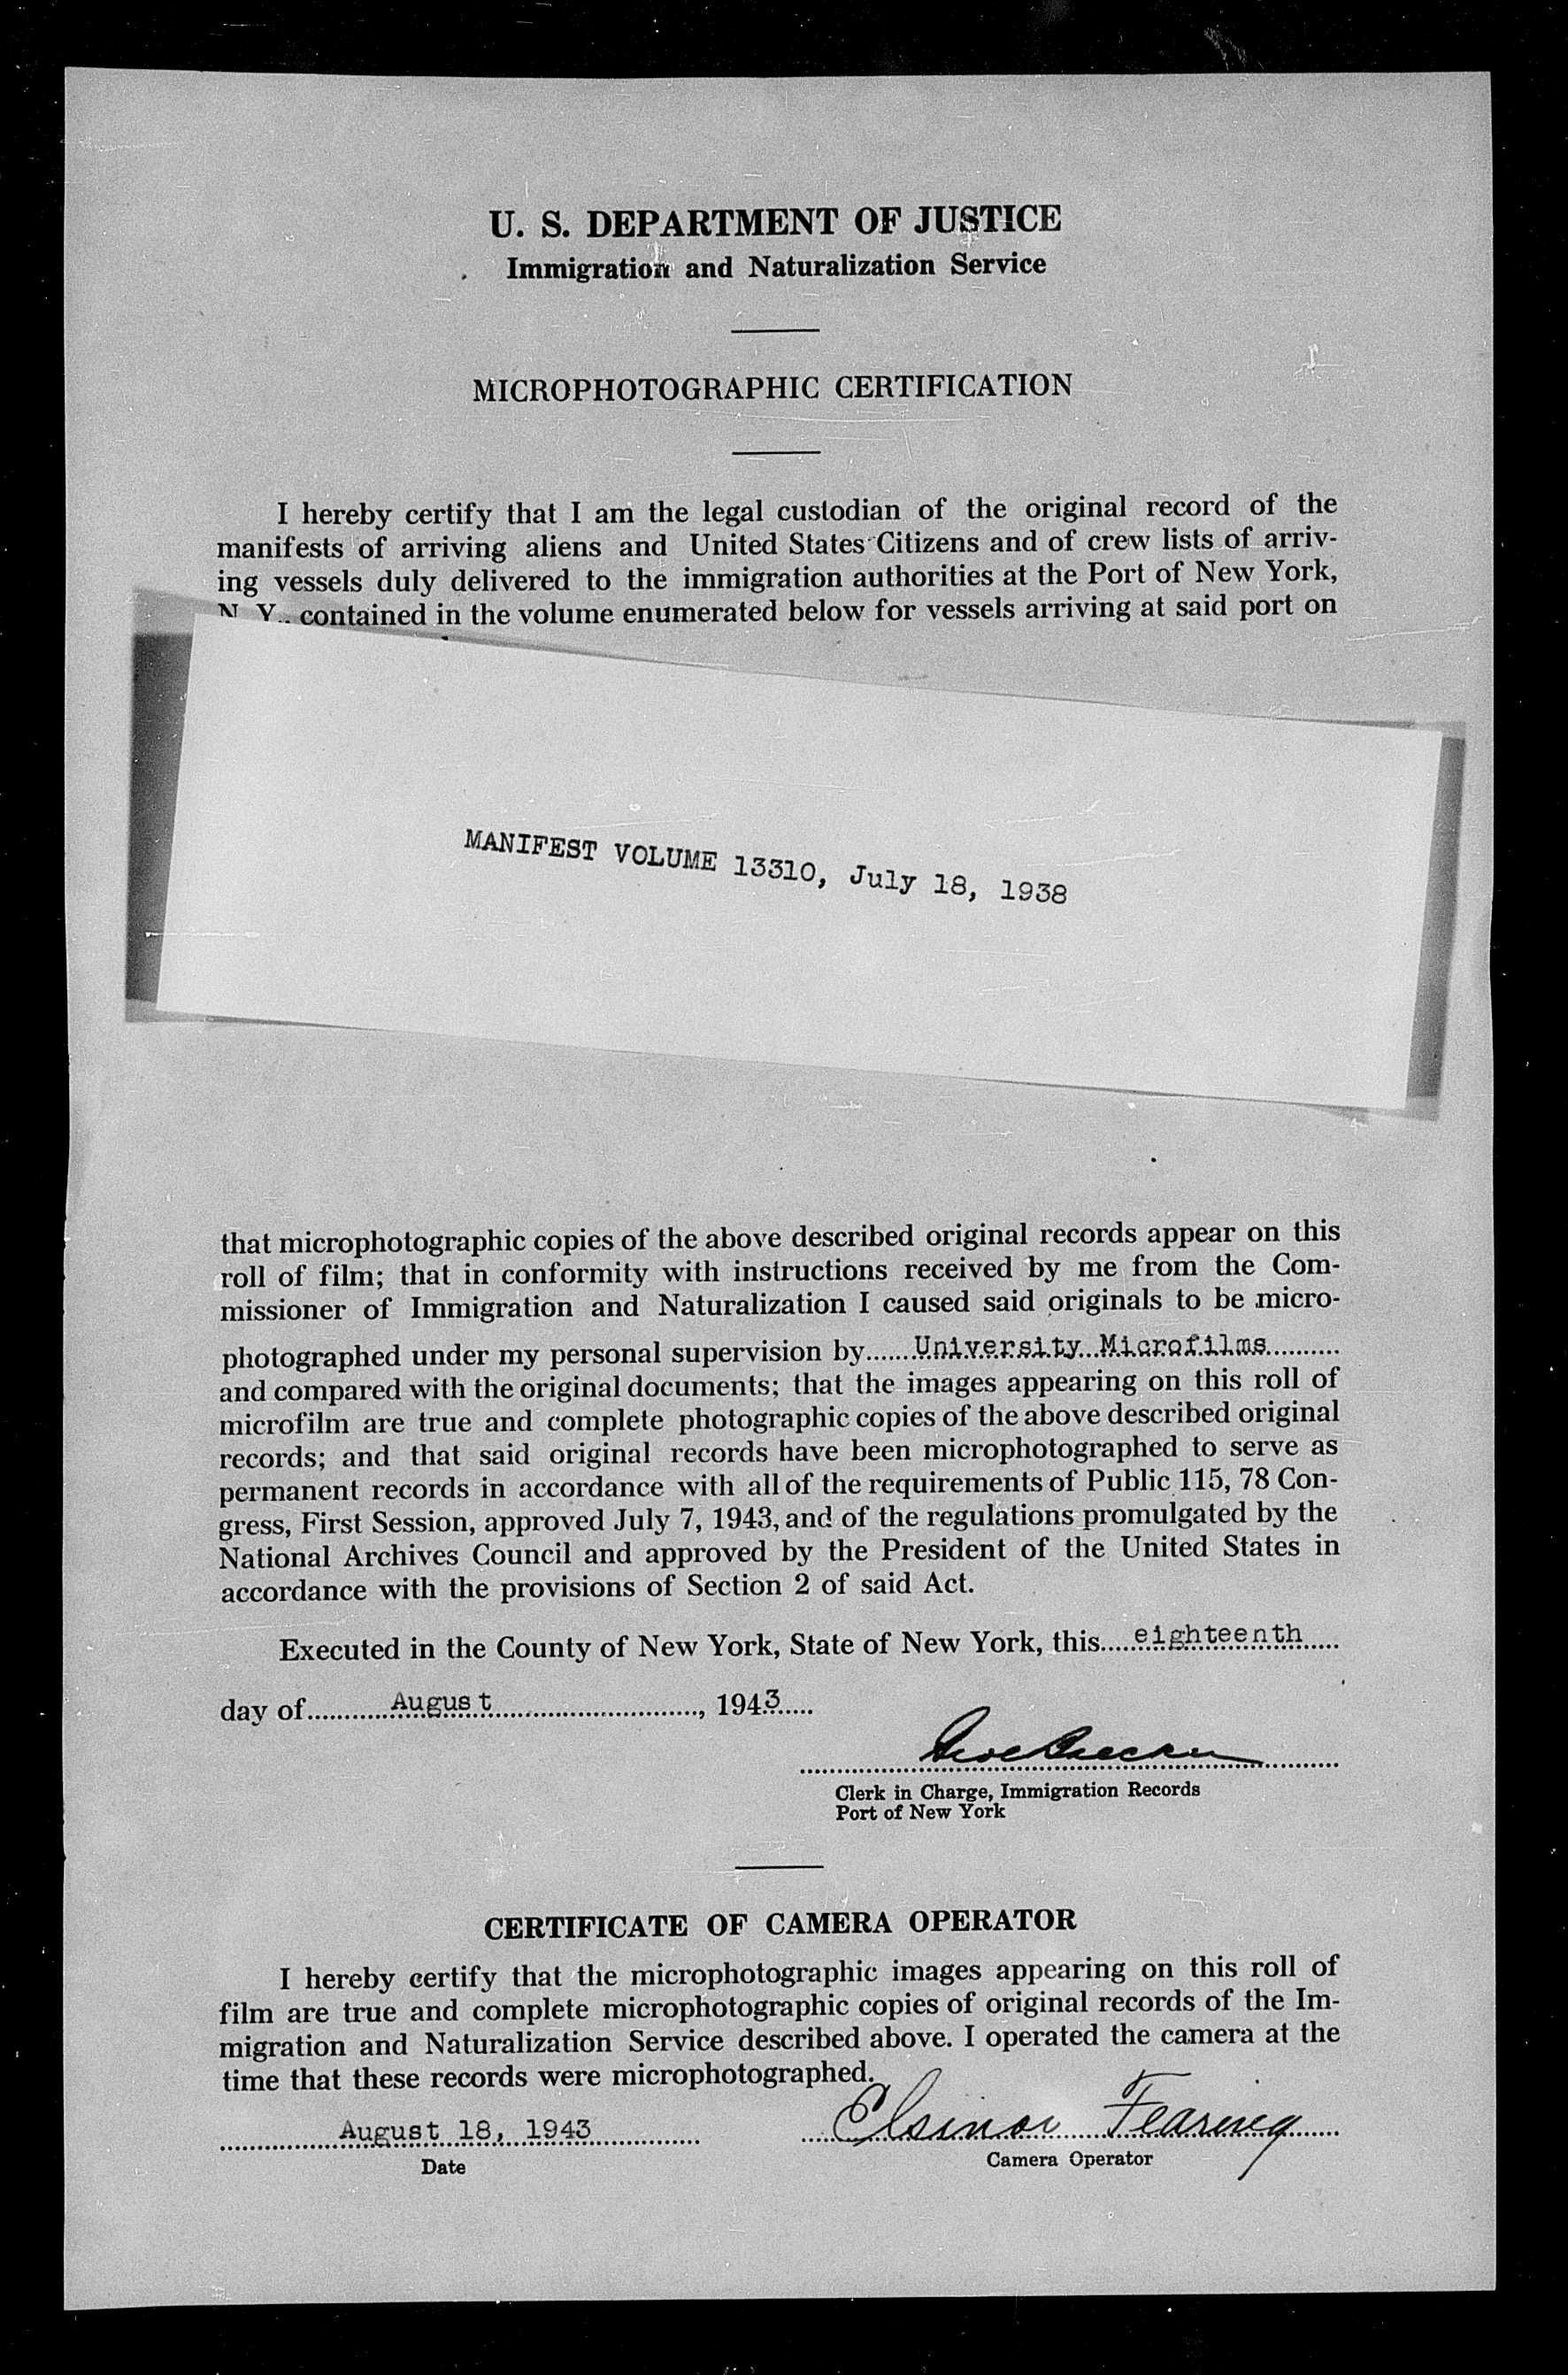 U. S. DEPARTMENT OF JUSTICE
Immigration and Naturalization Service
MICROPHOTOGRAPHIC CERTIFICATION
I hereby certify that I am the legal custodian of the original record of the
manifests of arriving aliens and United States Citizens and of crew lists of arriv-
ing vessels duly delivered to the immigration authorities at the Port of New York,
N. Y., contained in the volume enumerated below for vessels arriving at said port on
MANIFEST VOLUME 13310, July 18, 1938
that microphotographic copies of the above described original records appear on this
roll of film; that in conformity with instructions received by me from the Com-
missioner of Immigration and Naturalization I caused said originals to be micro-
photographed under my personal supervision by University Microfilms
and compared with the original documents; that the images appearing on this roll of
microfilm are true and complete photographic copies of the above described original
records; and that said original records have been microphotographed to serve as
permanent records in accordance with all of the requirements of Public 115, 78 Con-
gress, First Session, approved July 7, 1943, and of the regulations promulgated by the
National Archives Council and approved by the President of the United States in
accordance with the provisions of Section 2 of said Act.
Executed in the County of New York, State of New York, this eighteenth
day of August, 1943
Clerk in Charge, Immigration Records
Port of New York
CERTIFICATE OF CAMERA OPERATOR
I hereby certify that the microphotographic images appearing on this roll of
film are true and complete microphotographic copies of original records of the Im-
migration and Naturalization Service described above. I operated the camera at the
time that these records were microphotographed.
August 18, 1943 Elsinor Fearing
Date Camera Operator